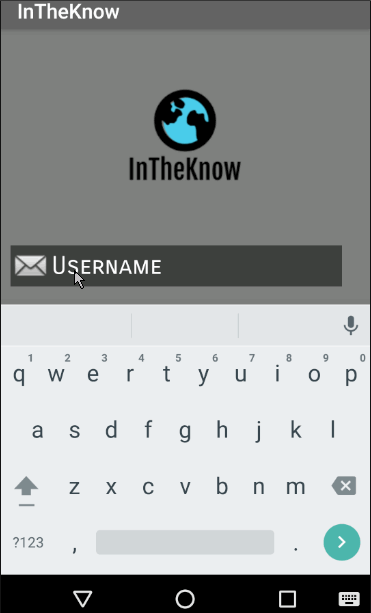 InTheKnow
InTheKnow
Username
1 2 3 4 5 6 7 8 9 0
q w e r t y u i o p
a s d f g h j k l
z x c v b n m
?123 , .